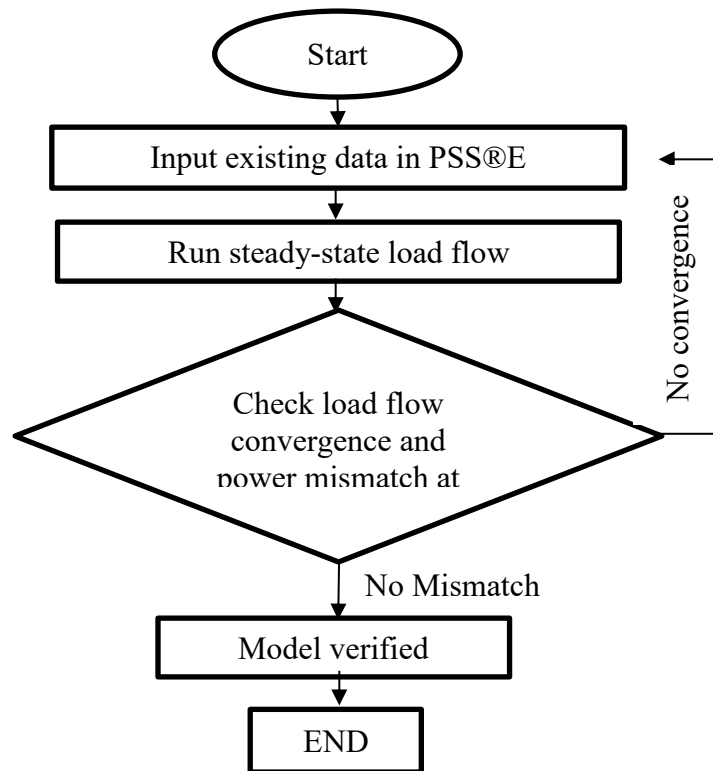 Start
Input existing data in PSS®E
Run steady-state load flow
No convergence
Check load flow
convergence and
power mismatch at
No Mismatch
Model verified
END